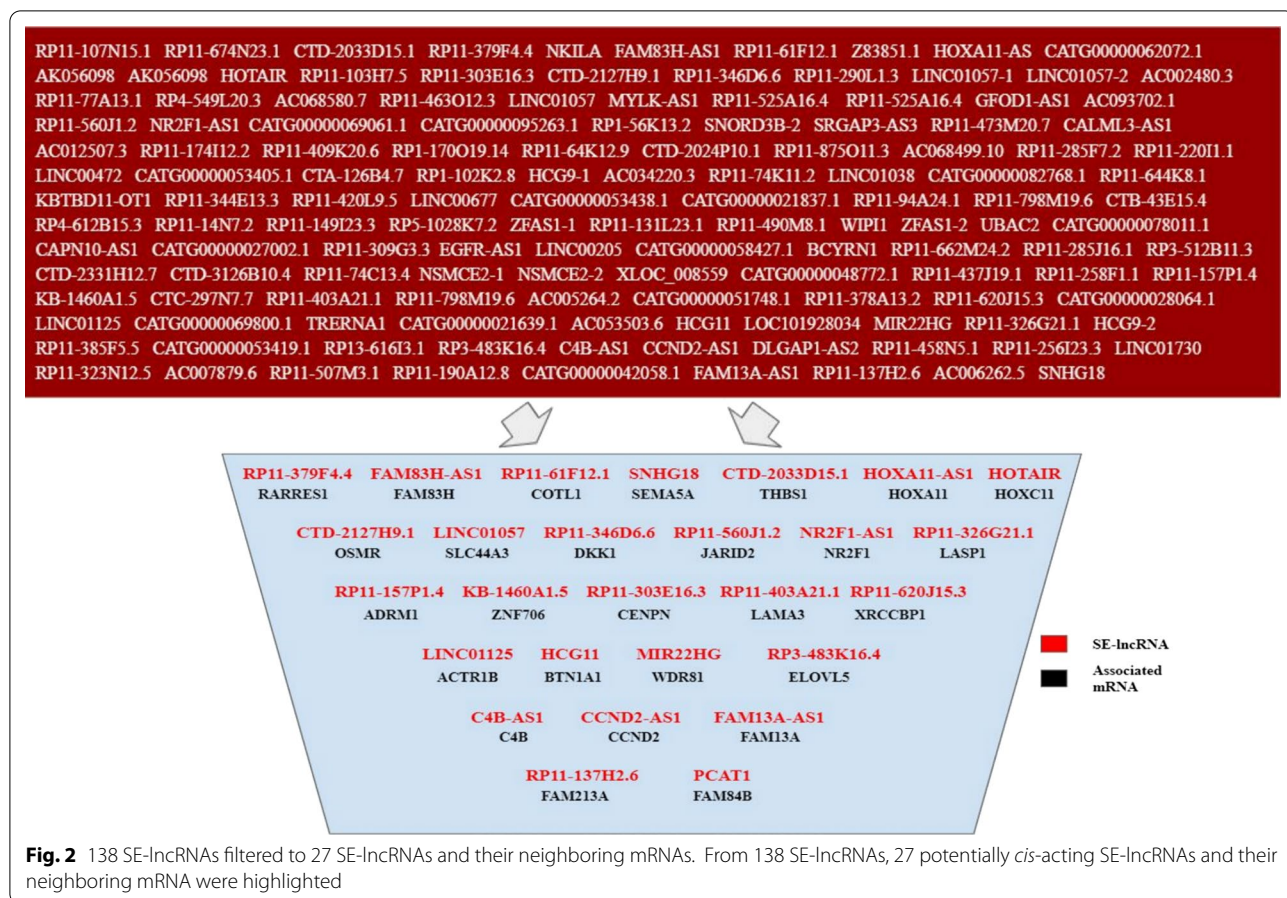 RP11-107N15.1 RP11-674N23.1 CTD-2033D15.1 RP11-379F4.4 NKILA FAM83H-AS1 RP11-61F12.1 Z83851.1 HOXA11-AS CATG00000062072.1
AK056098 AK056098 HOTAIR RP11-103H7.5 RP11-303E16.3 CTD-2127H9.1 RP11-346D6.6 RP11-290L1.3 LINC01057-1 LINC01057-2 AC002480.3
RP11-77A13.1 RP4-549L20.3 AC068580.7 RP11-463O12.3 LINC01057 MYLK-AS1 RP11-525A16.4 RP11-525A16.4 GFOD1-AS1 AC093702.1
RP11-560J1.2 NR2F1-AS1 CATG00000069061.1 CATG00000095263.1 RP1-56K13.2 SNORD3B-2 SRGAP3-AS3 RP11-473M20.7 CALML3-AS1
AC012507.3 RP11-174I12.2 RP11-409K20.6 RP1-170O19.14 RP11-64K12.9 CTD-2024P10.1 RP11-875O11.3 AC068499.10 RP11-285F7.2 RP11-220I1.1
LINC00472 CATG00000053405.1 CTA-126B4.7 RP1-102K2.8 HCG9-1 AC034220.3 RP11-74K11.2 LINC01038 CATG00000082768.1 RP11-644K8.1
KBTBD11-OT1 RP11-344E13.3 RP11-420L9.5 LINC00677 CATG00000053438.1 CATG00000021837.1 RP11-94A24.1 RP11-798M19.6 CTB-43E15.4
RP4-612B15.3 RP11-14N7.2 RP11-149I23.3 RP5-1028K7.2 ZFAS1-1 RP11-131L23.1 RP11-490M8.1 WIPI1 ZFAS1-2 UBAC2 CATG00000078011.1
CAPN10-AS1 CATG00000027002.1 RP11-309G3.3 EGFR-AS1 LINC00205 CATG00000058427.1 BCYRN1 RP11-662M24.2 RP11-285J16.1 RP3-512B11.3
CTD-2331H12.7 CTD-3126B10.4 RP11-74C13.4 NSMCE2-1 NSMCE2-2 XLOC_008559 CATG00000048772.1 RP11-437J19.1 RP11-258F1.1 RP11-157P1.4
KB-1460A1.5 CTC-297N7.7 RP11-403A21.1 RP11-798M19.6 AC005264.2 CATG00000051748.1 RP11-378A13.2 RP11-620J15.3 CATG00000028064.1
LINC01125 CATG00000069800.1 TRERNA1 CATG00000021639.1 AC053503.6 HCG11 LOC101928034 MIR22HG RP11-326G21.1 HCG9-2
RP11-385F5.5 CATG00000053419.1 RP13-616I3.1 RP3-483K16.4 C4B-AS1 CCND2-AS1 DLGAP1-AS2 RP11-458N5.1 RP11-256I23.3 LINC01730
RP11-323N12.5 AC007879.6 RP11-507M3.1 RP11-190A12.8 CATG00000042058.1 FAM13A-AS1 RP11-137H2.6 AC006262.5 SNHG18
RP11-379F4.4 FAM83H-AS1 RP11-61F12.1 SNHG18 CTD-2033D15.1 HOXA11-AS1 HOTAIR
RARRES1 FAM83H COTL1 SEMA5A THBS1 HOXA11 HOXC11
CTD-2127H9.1 LINC01057 RP11-346D6.6 RP11-560J1.2 NR2F1-AS1 RP11-326G21.1
OSMR SLC44A3 DKK1 JARID2 NR2F1 LASP1
RP11-157P1.4 KB-1460A1.5 RP11-303E16.3 RP11-403A21.1 RP11-620J15.3
ADRM1 ZNF706 CENPN LAMA3 XRCCBP1
LINC01125 HCG11 MIR22HG RP3-483K16.4
ACTR1B BTN1A1 WDR81 ELOVL5
C4B-AS1 CCND2-AS1 FAM13A-AS1
C4B CCND2 FAM13A
RP11-137H2.6 PCAT1
FAM213A FAM84B
SE-lncRNA
Associated
mRNA
Fig. 2 138 SE-lncRNAs filtered to 27 SE-lncRNAs and their neighboring mRNAs. From 138 SE-lncRNAs, 27 potentially cis-acting SE-lncRNAs and their
neighboring mRNA were highlighted